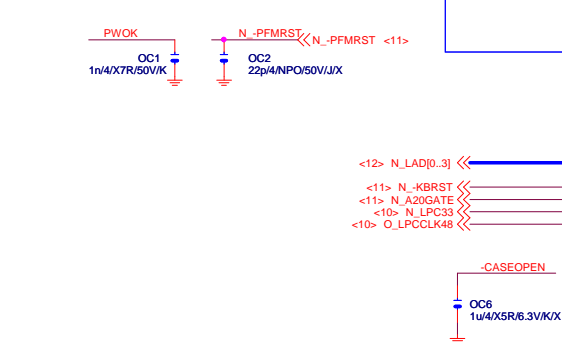 PWOK
N_-PFMRST
N_-PFMRST <11>
OC1
1n/4/X7R/50V/K
OC2
22p/4/NPO/50V/J/X
<12> N_LAD[0..3]
<11> N_-KBRST
<11> N_A20GATE
<10> N_LPC33
<10> O_LPCCLK48
-CASEOPEN
OC6
1u/4/X5R/6.3V/K/X